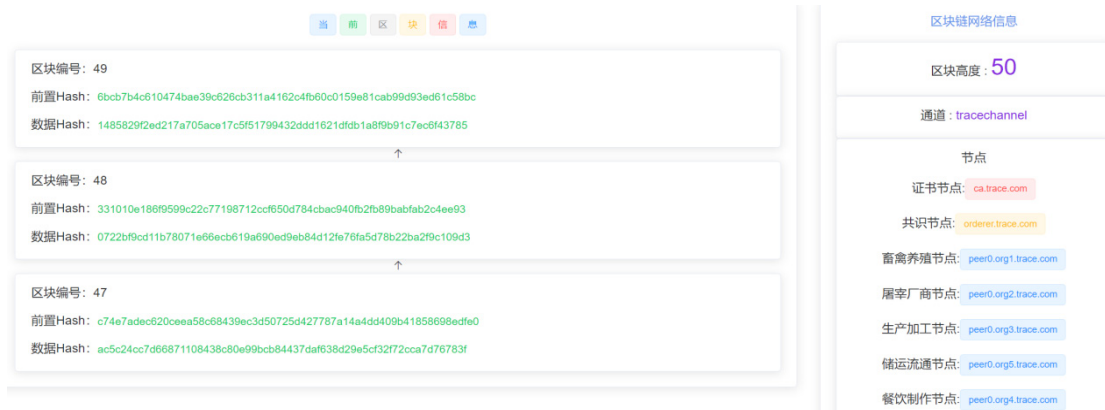 当前区块信息
区块编号：49
前置Hash：6bcb7b4c610474bae39c626cb311a4162c4fb60c0159e81cab99d93ed61c58bc
数据Hash：1485829f2ed217a705ace17c5f51799432ddd1621dfdb1a8f9b91c7ec6f43785
↑
区块编号：48
前置Hash：331010e186f9599c22c77198712ccf650d784cbac940fb2fb89babfab2c4ee93
数据Hash：0722bf9cd11b78071e66ecb619a690ed9eb84d12fe76fa5d78b22ba2f9c109d3
↑
区块编号：47
前置Hash：c74e7adec620ceea58c68439ec3d50725d427787a14a4dd409b41858698edfe0
数据Hash：ac5c24cc7d66871108438c80e99bcb84437daf638d29e5cf32f72cca7d76783f
区块链网络信息
区块高度 : 50
通道 : tracechannel
节点
证书节点: ca.trace.com
共识节点: orderer.trace.com
畜禽养殖节点: peer0.org1.trace.com
屠宰厂商节点: peer0.org2.trace.com
生产加工节点: peer0.org3.trace.com
储运流通节点: peer0.org5.trace.com
餐饮制作节点: peer0.org4.trace.com